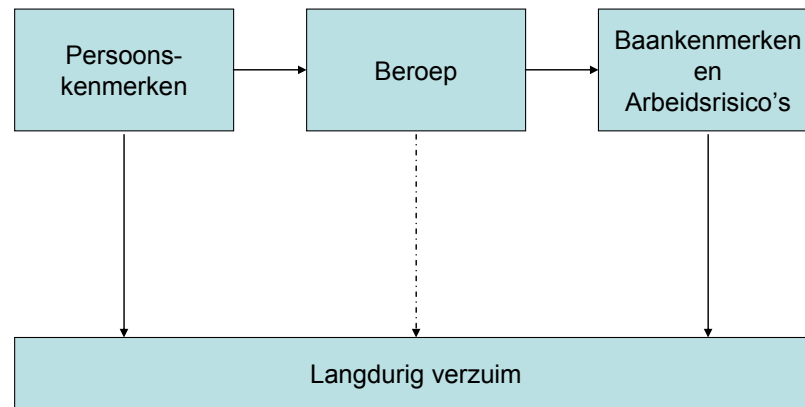 Persoons-
kenmerken
Beroep
Baankenmerken
en
Arbeidsrisico’s
Langdurig verzuim